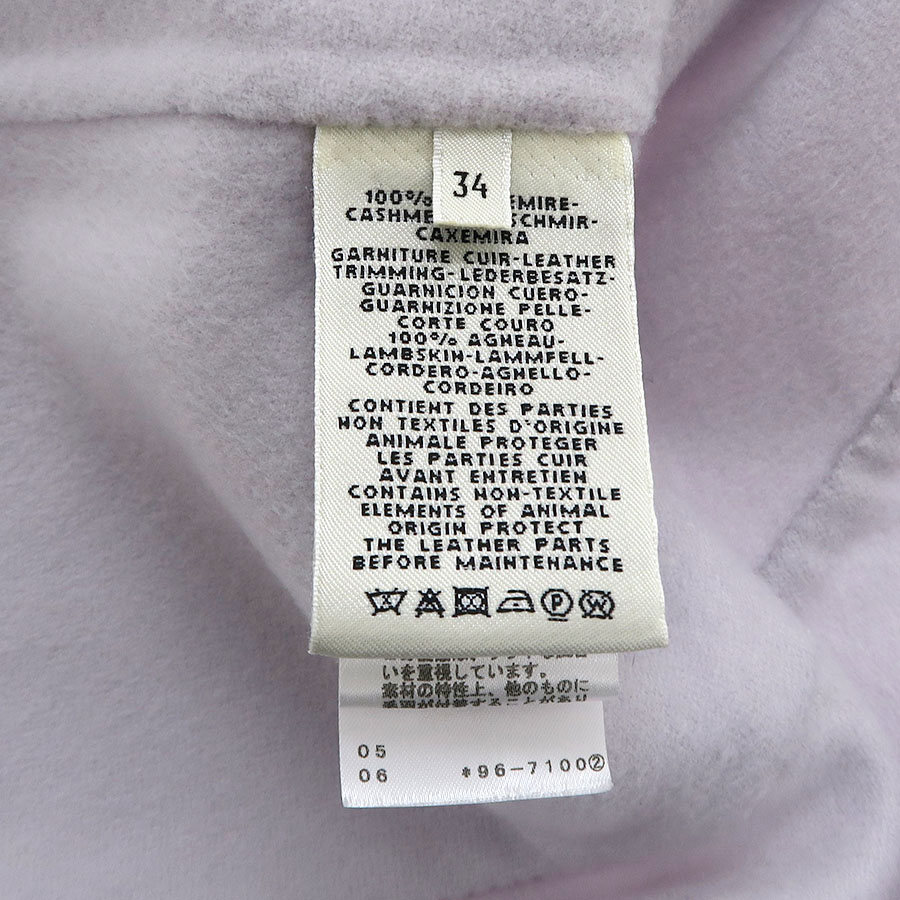 34
100% EMIRE-
CASHME SCHMIR-
CAXEMIRA
GARNITURE CUIR-LEATHER
TRIMMING-LEDERBESATZ-
GUARNICION CUERO-
GUARNIZIONE PELLE-
CORTE COURO
100% AGNEAU-
LAMBSKIN-LAMMFELL-
CORDERO-AGNELLO-
CORDEIRO
CONTIENT DES PARTIES
NON TEXTILES D'ORIGINE
ANIMALE PROTEGER
LES PARTIES CUIR
AVANT ENTRETIEN
CONTAINS NON-TEXTILE
ELEMENTS OF ANIMAL
ORIGIN PROTECT
THE LEATHER PARTS
BEFORE MAINTENANCE
P W
いを重視しています。
素材の特性上、他のものに
05
06 *96-7100②